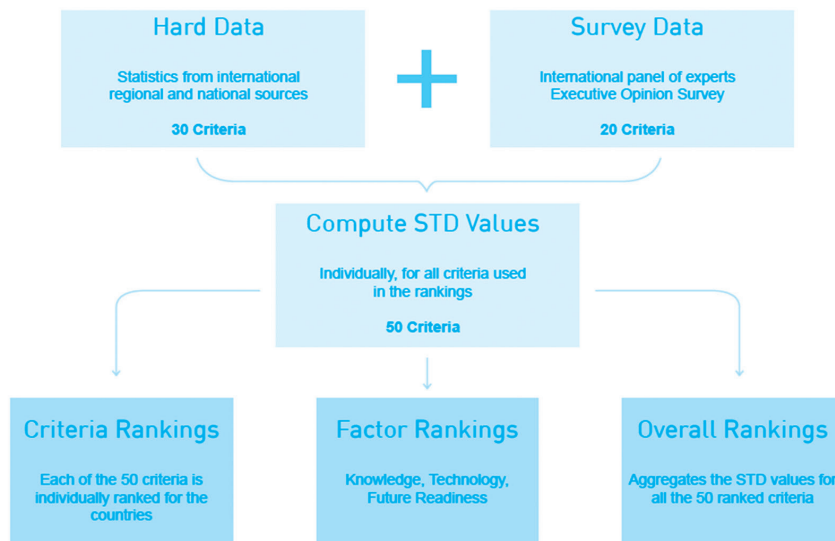 Hard Data
Statistics from international
regional and national sources
30 Criteria
+
Survey Data
International panel of experts
Executive Opinion Survey
20 Criteria
Compute STD Values
Individually, for all criteria used
in the rankings
50 Criteria
Criteria Rankings
Each of the 50 criteria is
individually ranked for the
countries
Factor Rankings
Knowledge, Technology,
Future Readiness
Overall Rankings
Aggregates the STD values for
all the 50 ranked criteria